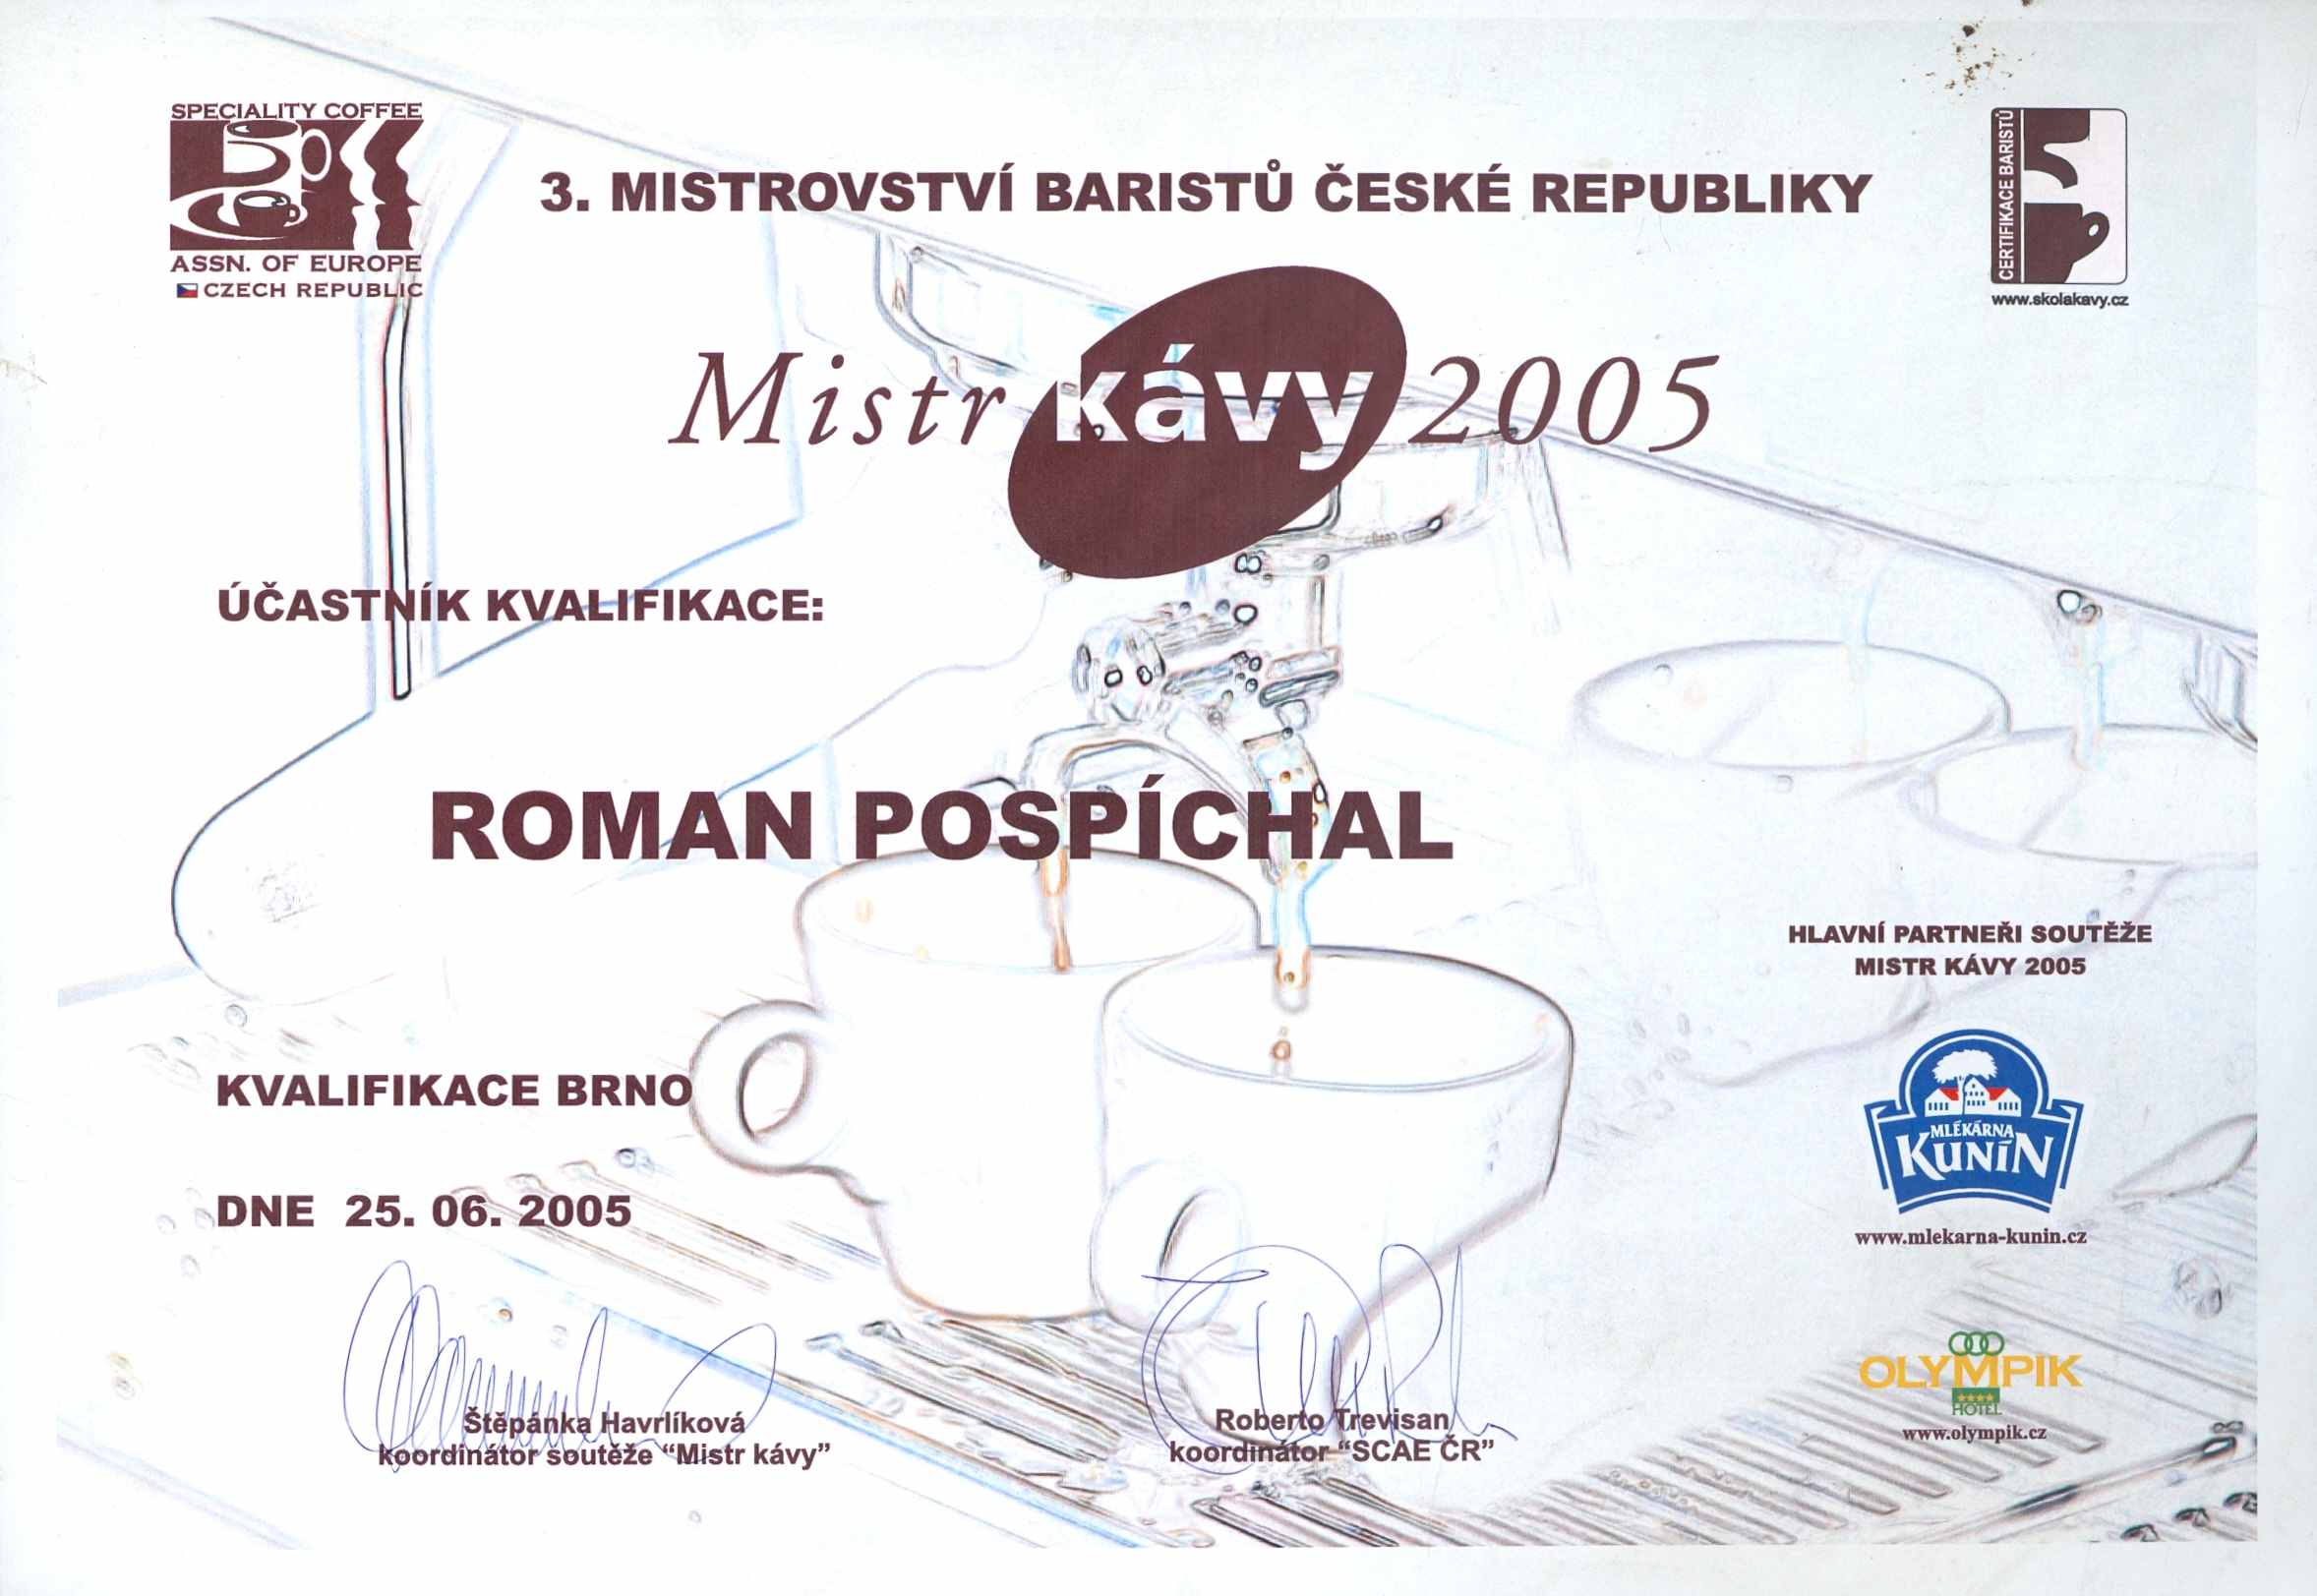 SPECIALITY COFFEE
ASSN. OF EUROPE
CZECH REPUBLIC
3. MISTROVSTVÍ BARISTŮ ČESKÉ REPUBLIKY
CERTIFIKACE BARISTŮ
www.skolakavy.cz
Mistr kávy 2005
ÚČASTNÍK KVALIFIKACE:
ROMAN POSPÍCHAL
HLAVNÍ PARTNEŘI SOUTĚŽE
MISTR KÁVY 2005
KVALIFIKACE BRNO
MLÉKÁRNA
KUNÍN
www.mlekarna-kunin.cz
DNE 25. 06. 2005
OLYMPIK
HOTEL
www.olympik.cz
Štěpánka Havrlíková
koordinátor soutěže “Mistr kávy”
Roberto Trevisan
koordinátor “SCAE ČR”